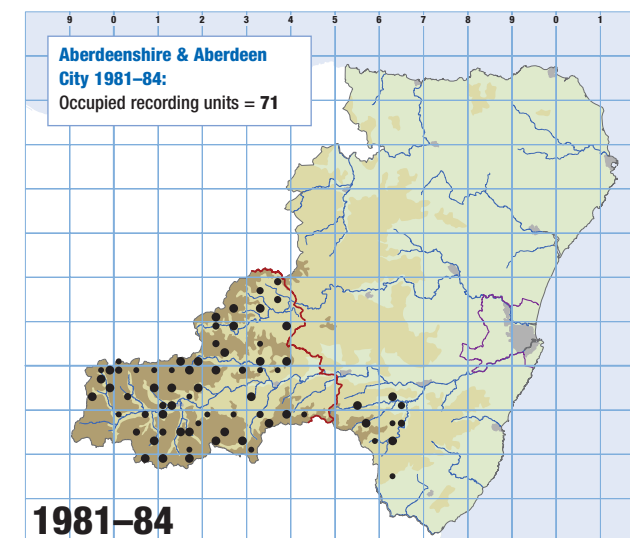 9 0 1 2 3 4 5 6 7 8 9 0 1
Aberdeenshire & Aberdeen
City 1981–84:
Occupied recording units = 71
1981–84